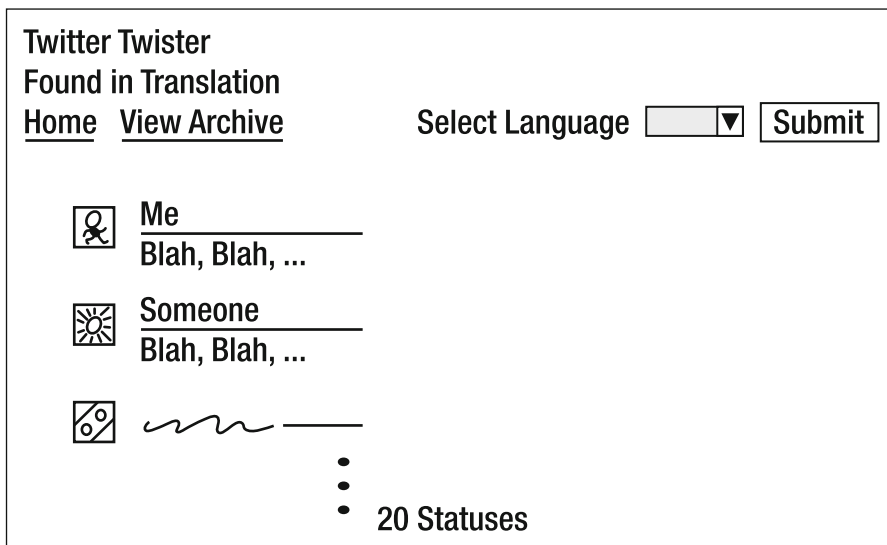 Twitter Twister
Found in Translation
Home View Archive Select Language Submit
Me
Blah, Blah, ...
Someone
Blah, Blah, ...
20 Statuses